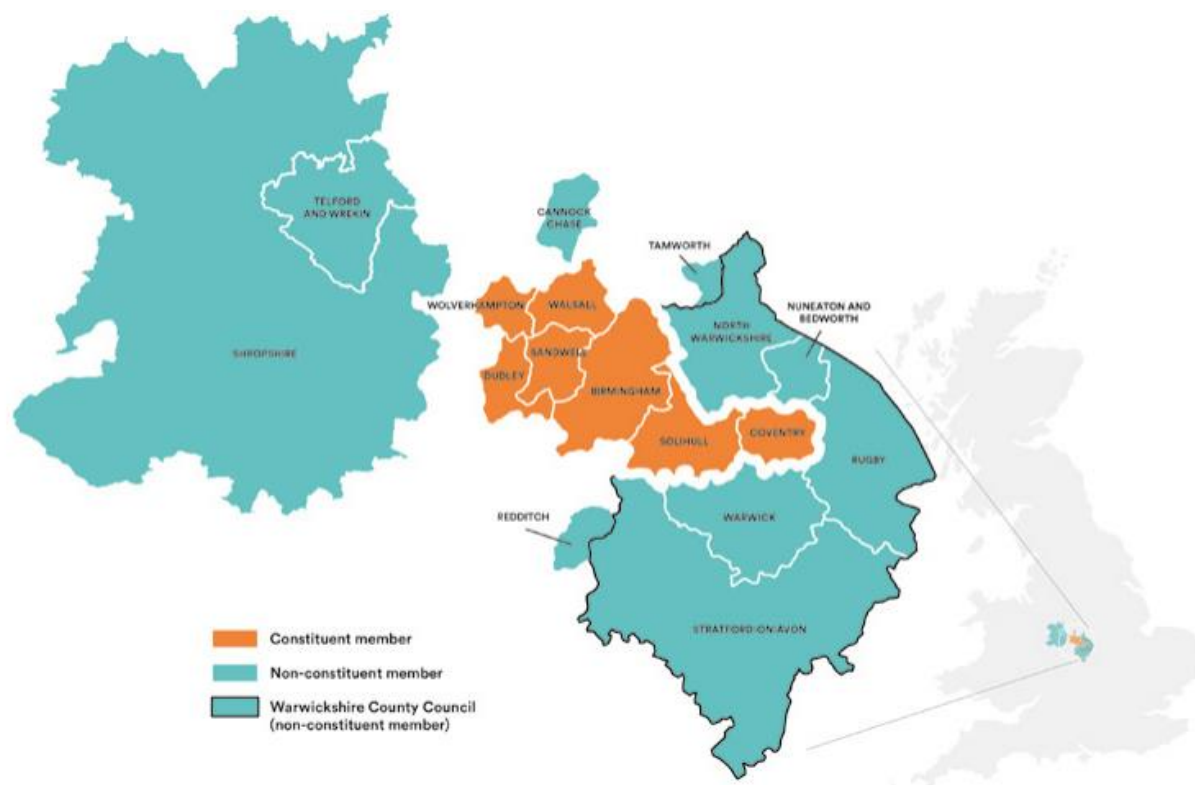 TELFORD
AND WREKIN
CANNOCK
CHASE
TAMWORTH
WOLVERHAMPTON
WALSALL
NUNEATON AND
BEDWORTH
NORTH
WARWICKSHIRE
SHROPSHIRE
SANDWELL
DUDLEY
BIRMINGHAM
SOLIHULL
COVENTRY
RUGBY
REDDITCH
WARWICK
STRATFORD-ON-AVON
Constituent member
Non-constituent member
Warwickshire County Council
(non-constituent member)